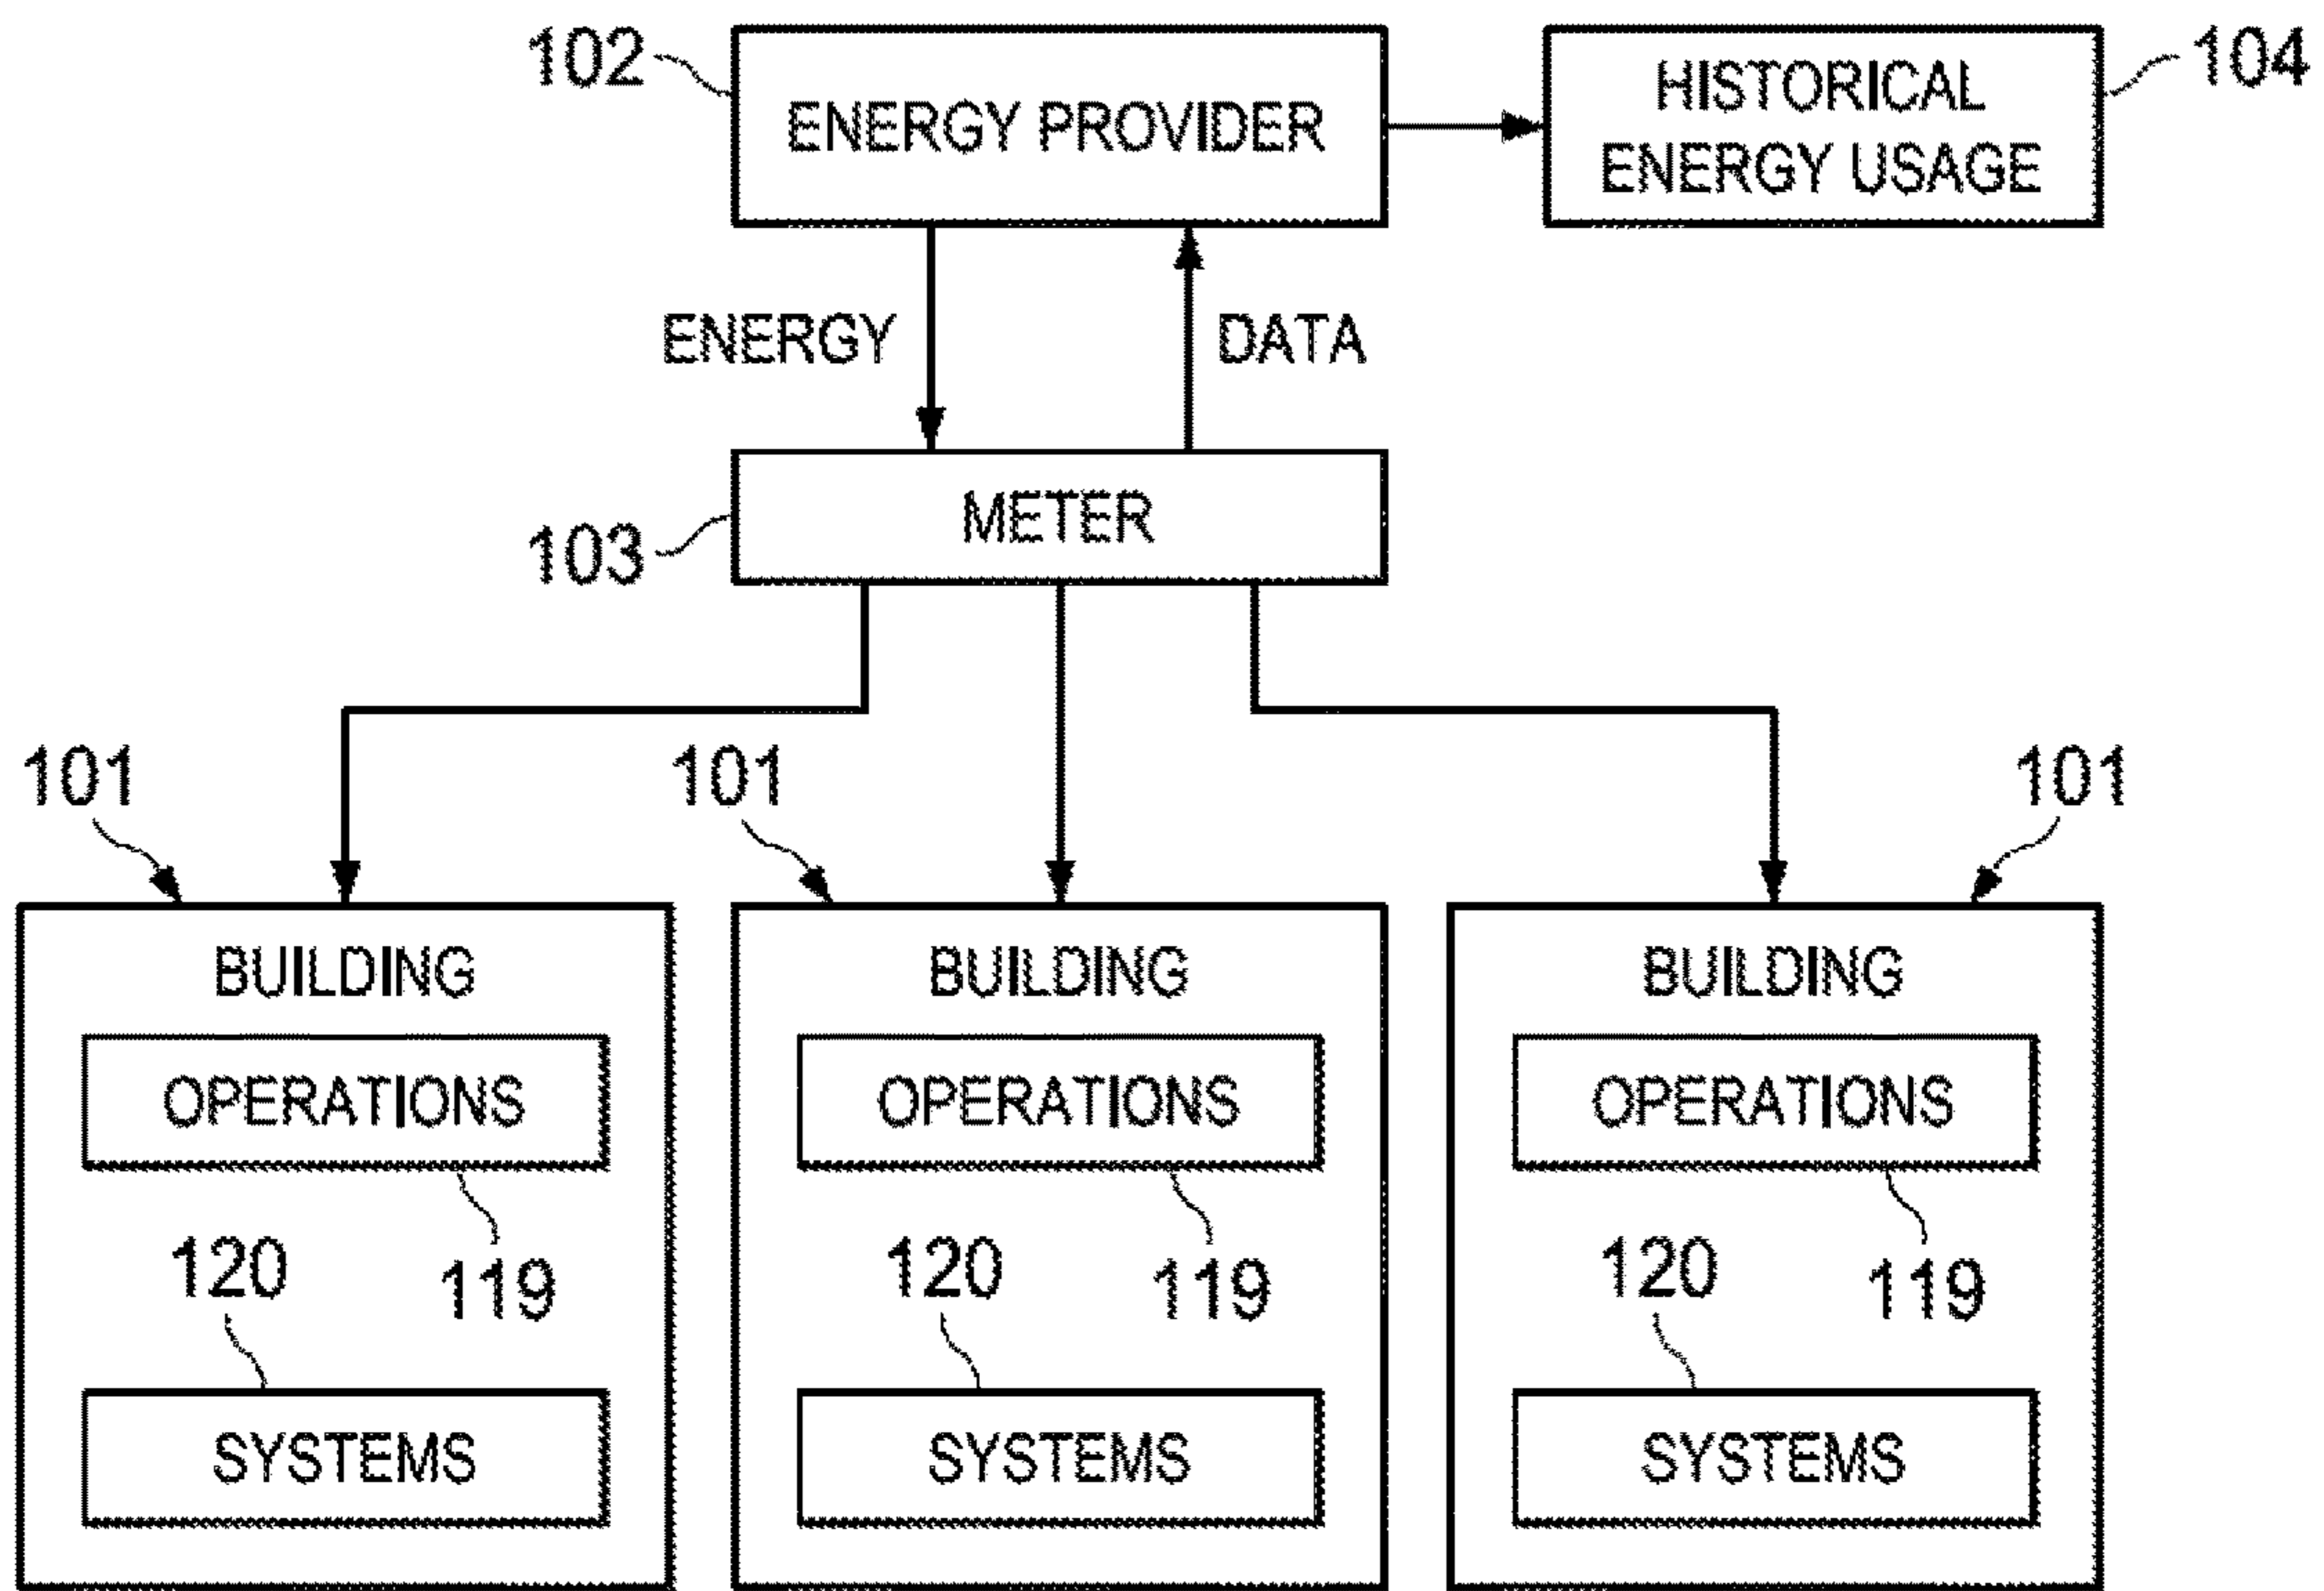 102
ENERGY PROVIDER
HISTORICAL
ENERGY USAGE
104
ENERGY
DATA
103
METER
101
101
101
BUILDING
OPERATIONS
119
120
SYSTEMS
BUILDING
OPERATIONS
119
120
SYSTEMS
BUILDING
OPERATIONS
119
120
SYSTEMS